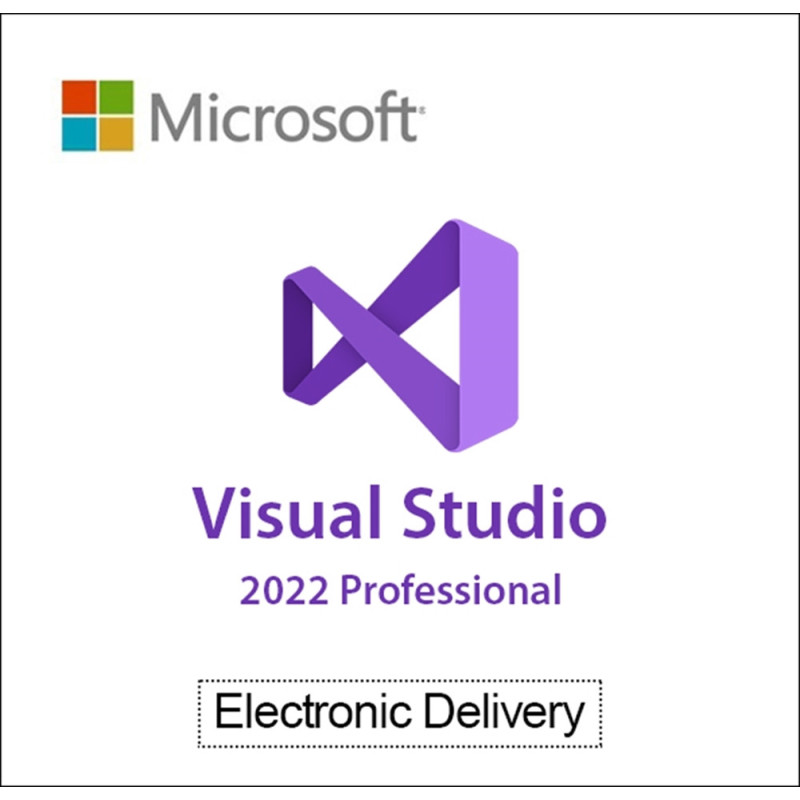 Microsoft®
Visual Studio
2022 Professional
Electronic Delivery